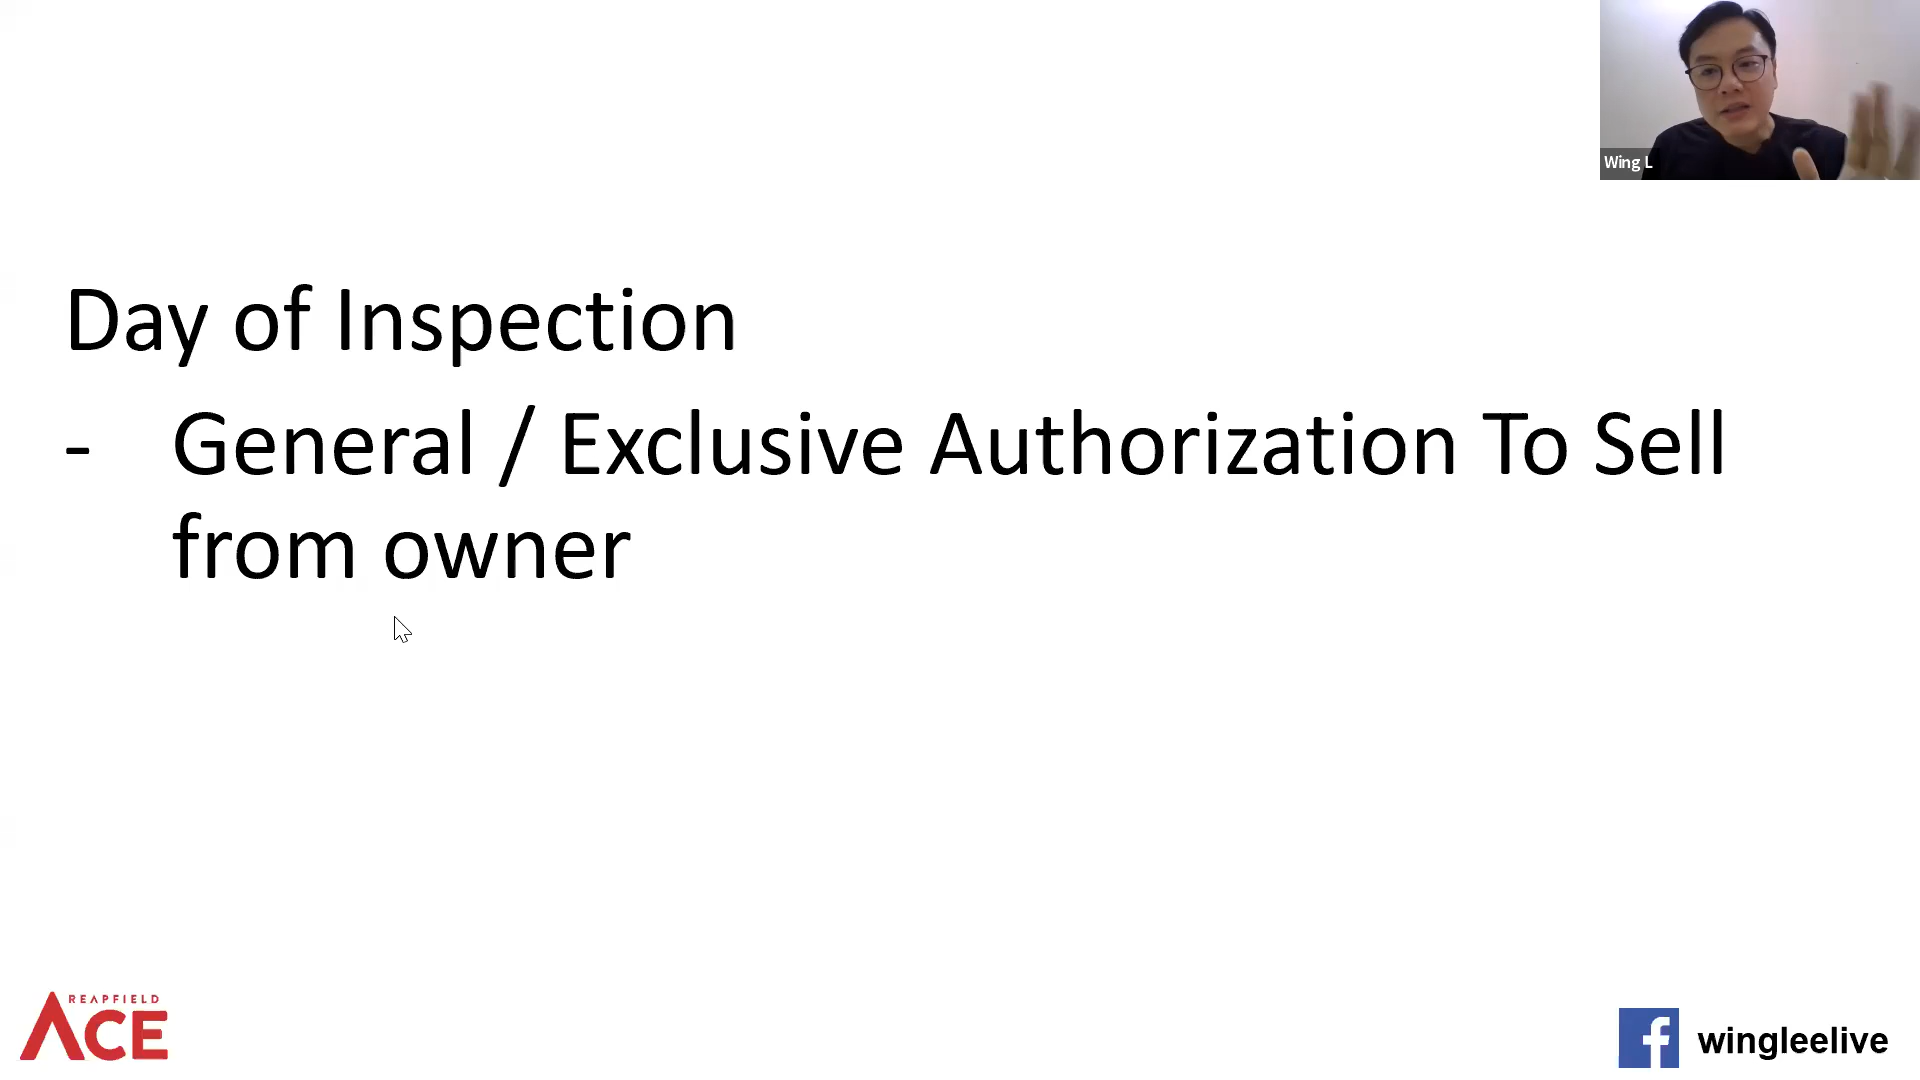 Wing L
Day of Inspection
- General / Exclusive Authorization To Sell
from owner
REAPFIELD
ACE
f wingleelive